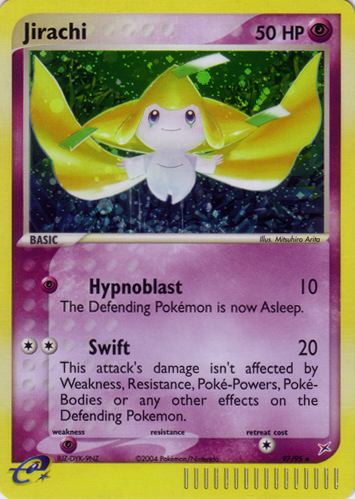 Jirachi
50 HP
BASIC
Illus. Mitsuhiro Arita
Hypnoblast 10
The Defending Pokémon is now Asleep.
Swift 20
This attack's damage isn't affected by
Weakness, Resistance, Poké-Powers, Poké-
Bodies or any other effects on the
Defending Pokémon.
weakness
resistance
retreat cost
©2004 Pokémon/Nintendo
e